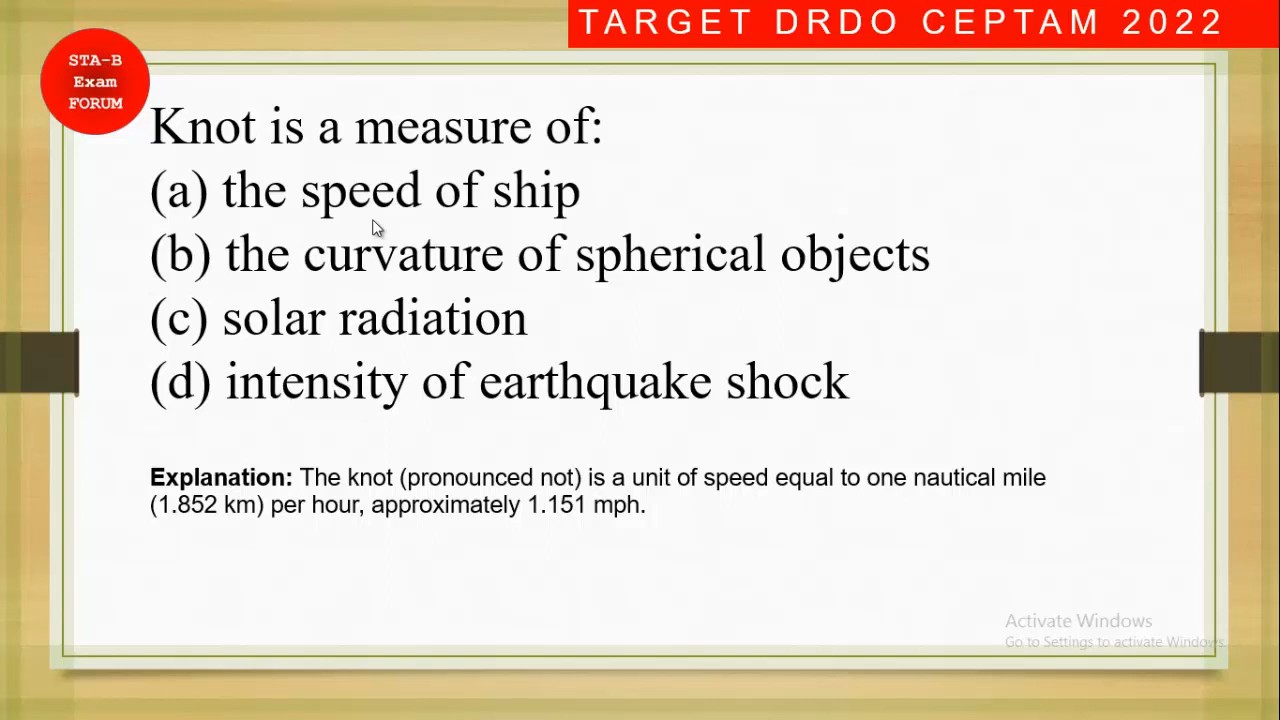 TARGET DRDO CEPTAM 2022
STA-B
Exam
FORUM
Knot is a measure of:
(a) the speed of ship
(b) the curvature of spherical objects
(c) solar radiation
(d) intensity of earthquake shock
Explanation: The knot (pronounced not) is a unit of speed equal to one nautical mile
(1.852 km) per hour, approximately 1.151 mph.
Activate Windows
Go to Settings to activate Windows.